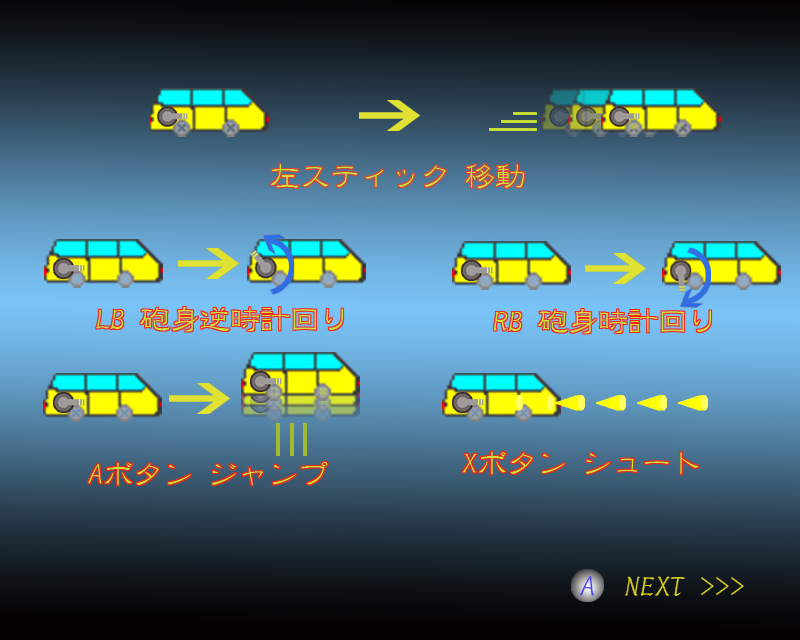 左スティック 移動
LB 砲身逆時計回り
RB 砲身時計回り
Aボタン ジャンプ
Xボタン シュート
A NEXT >>>